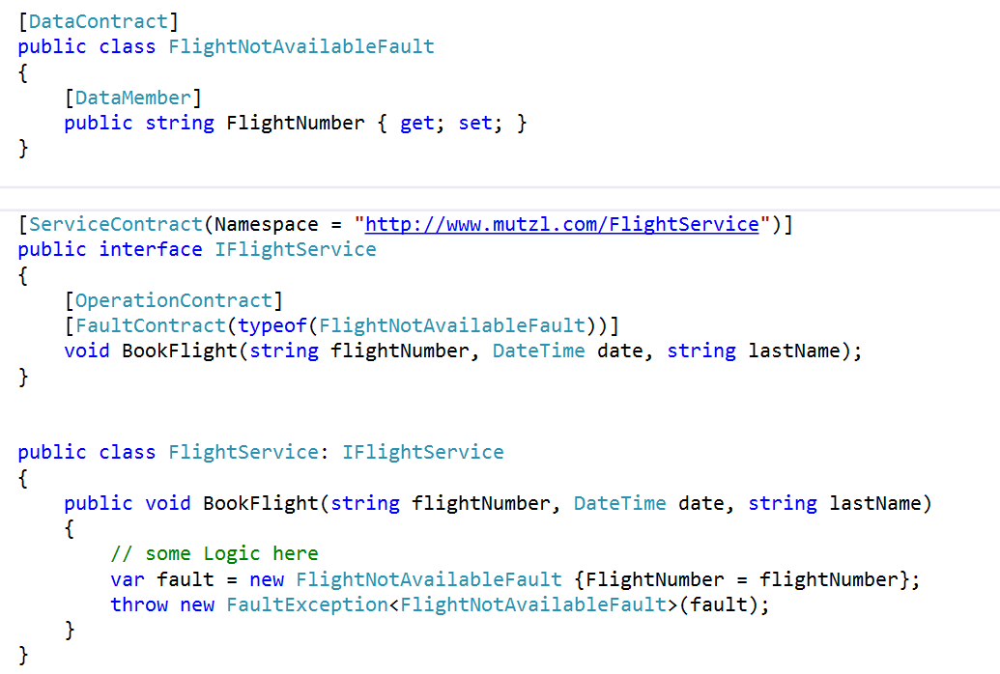 [DataContract]
public class FlightNotAvailableFault
{
    [DataMember]
    public string FlightNumber { get; set; }
}
[ServiceContract(Namespace = "http://www.mutzl.com/FlightService")]
public interface IFlightService
{
    [OperationContract]
    [FaultContract(typeof(FlightNotAvailableFault))]
    void BookFlight(string flightNumber, DateTime date, string lastName);
}
public class FlightService: IFlightService
{
    public void BookFlight(string flightNumber, DateTime date, string lastName)
    {
        // some Logic here
        var fault = new FlightNotAvailableFault {FlightNumber = flightNumber};
        throw new FaultException<FlightNotAvailableFault>(fault);
    }
}